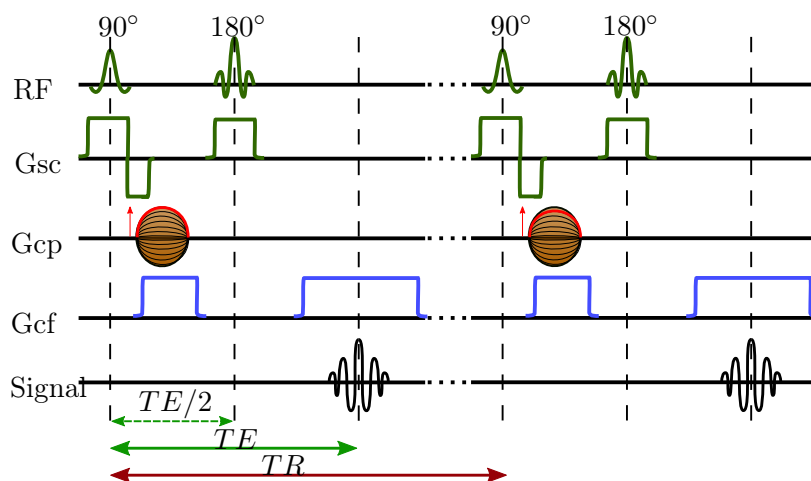 90° 180° 90° 180°
RF
Gsc
Gcp
Gcf
Signal
TE/2
TE
TR